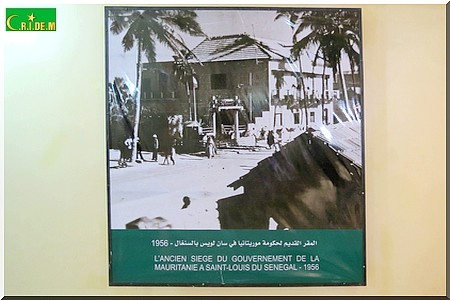 C.R.I.DE.M
المقر القديم لحكومة موريتانيا في سان لويس بالسنغال - 1956
L'ANCIEN SIEGE DU GOUVERNEMENT DE LA
MAURITANIE A SAINT-LOUIS DU SENEGAL - 1956